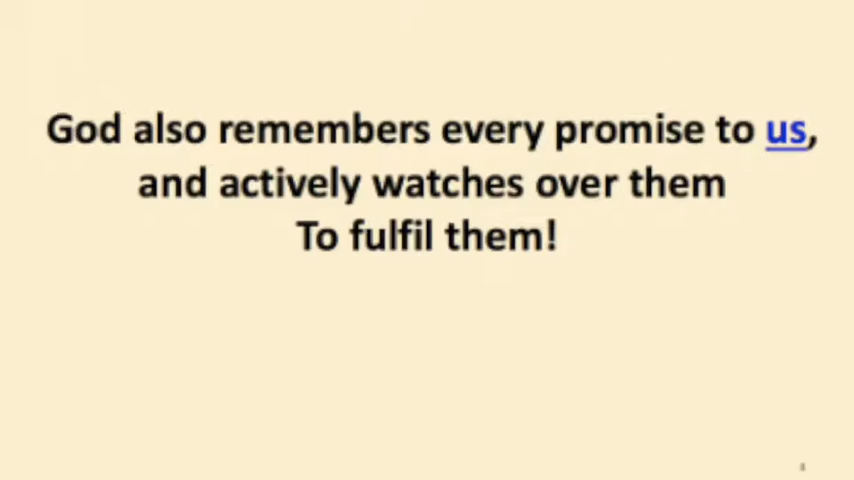 God also remembers every promise to us,
and actively watches over them
To fulfil them!